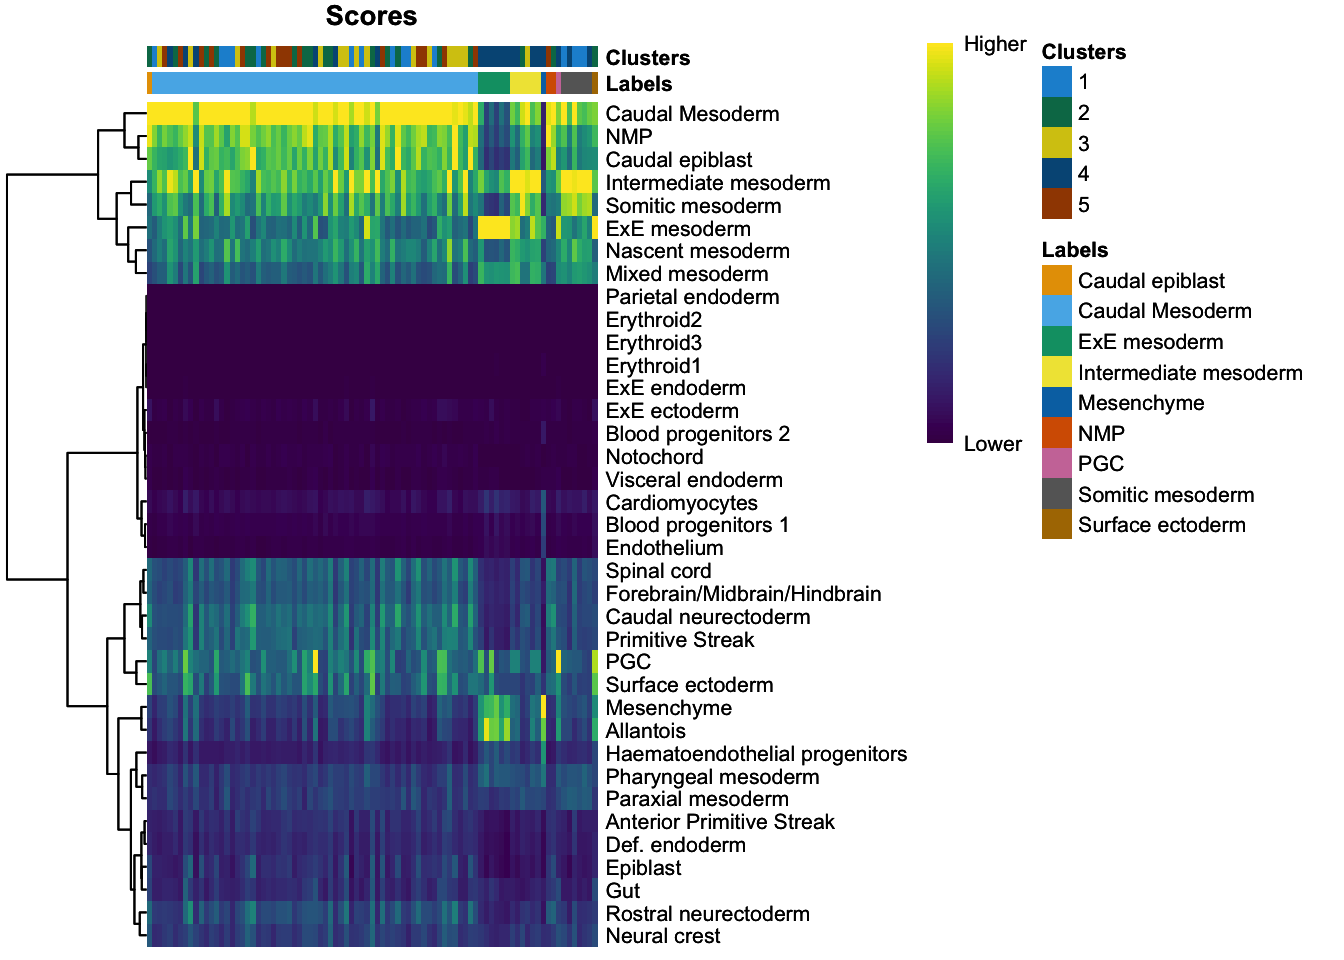 Scores
Clusters
Labels
Caudal Mesoderm
NMP
Caudal epiblast
Intermediate mesoderm
Somitic mesoderm
ExE mesoderm
Nascent mesoderm
Mixed mesoderm
Parietal endoderm
Erythroid2
Erythroid3
Erythroid1
ExE endoderm
ExE ectoderm
Blood progenitors 2
Notochord
Visceral endoderm
Cardiomyocytes
Blood progenitors 1
Endothelium
Spinal cord
Forebrain/Midbrain/Hindbrain
Caudal neurectoderm
Primitive Streak
PGC
Surface ectoderm
Mesenchyme
Allantois
Haematoendothelial progenitors
Pharyngeal mesoderm
Paraxial mesoderm
Anterior Primitive Streak
Def. endoderm
Epiblast
Gut
Rostral neurectoderm
Neural crest
Higher
Lower
Clusters
1
2
3
4
5
Labels
Caudal epiblast
Caudal Mesoderm
ExE mesoderm
Intermediate mesoderm
Mesenchyme
NMP
PGC
Somitic mesoderm
Surface ectoderm